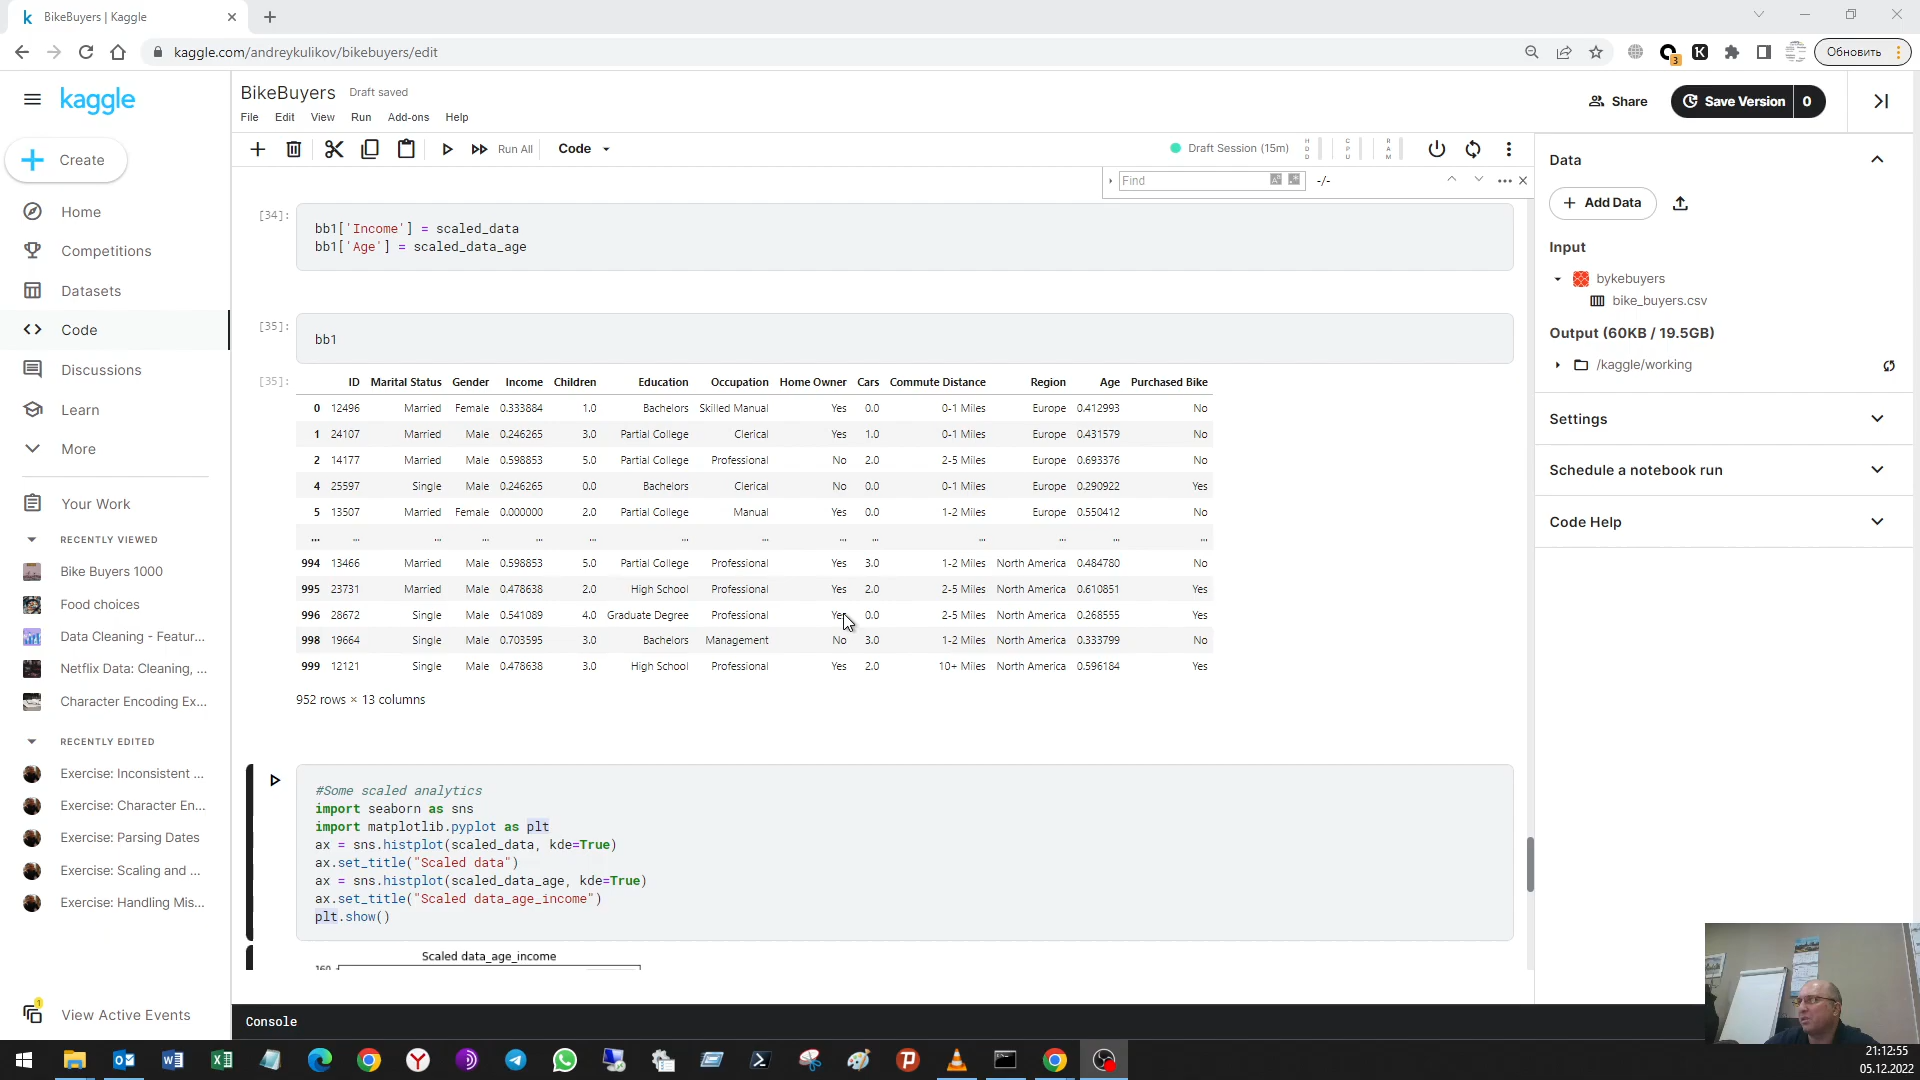 BikeBuyers | Kaggle
kaggle.com/andreykulikov/bikebuyers/edit
3
K
Обновить
kaggle
BikeBuyers Draft saved
File Edit View Run Add-ons Help
Share
Save Version 0
Create
Home
Competitions
Datasets
Code
Discussions
Learn
More
Your Work
RECENTLY VIEWED
Bike Buyers 1000
Food choices
Data Cleaning - Featur...
Netflix Data: Cleaning, ...
Character Encoding Ex...
RECENTLY EDITED
Exercise: Inconsistent ...
Exercise: Character En...
Exercise: Parsing Dates
Exercise: Scaling and ...
Exercise: Handling Mis...
1
View Active Events
Run All
Code
Draft Session (15m)
HDD
CPU
RAM
Find
-/-
[34]:
bb1['Income'] = scaled_data
bb1['Age'] = scaled_data_age
[35]:
bb1
[35]:
ID Marital Status Gender Income Children Education Occupation Home Owner Cars Commute Distance Region Age Purchased Bike
0 12496 Married Female 0.333884 1.0 Bachelors Skilled Manual Yes 0.0 0-1 Miles Europe 0.412993 No
1 24107 Married Male 0.246265 3.0 Partial College Clerical Yes 1.0 0-1 Miles Europe 0.431579 No
2 14177 Married Male 0.598853 5.0 Partial College Professional No 2.0 2-5 Miles Europe 0.693376 No
4 25597 Single Male 0.246265 0.0 Bachelors Clerical No 0.0 0-1 Miles Europe 0.290922 Yes
5 13507 Married Female 0.000000 2.0 Partial College Manual Yes 0.0 1-2 Miles Europe 0.550412 No
... ... ... ... ... ... ... ... ... ... ... ... ... ...
994 13466 Married Male 0.598853 5.0 Partial College Professional Yes 3.0 1-2 Miles North America 0.484780 No
995 23731 Married Male 0.478638 2.0 High School Professional Yes 2.0 2-5 Miles North America 0.610851 Yes
996 28672 Single Male 0.541089 4.0 Graduate Degree Professional Yes 0.0 2-5 Miles North America 0.268555 Yes
998 19664 Single Male 0.703595 3.0 Bachelors Management No 3.0 1-2 Miles North America 0.333799 No
999 12121 Single Male 0.478638 3.0 High School Professional Yes 2.0 10+ Miles North America 0.596184 Yes
952 rows × 13 columns
#Some scaled analytics
import seaborn as sns
import matplotlib.pyplot as plt
ax = sns.histplot(scaled_data, kde=True)
ax.set_title("Scaled data")
ax = sns.histplot(scaled_data_age, kde=True)
ax.set_title("Scaled data_age_income")
plt.show()
Scaled data_age_income
160
Console
Data
Add Data
Input
bykebuyers
bike_buyers.csv
Output (60KB / 19.5GB)
/kaggle/working
Settings
Schedule a notebook run
Code Help
21:12:55
05.12.2022